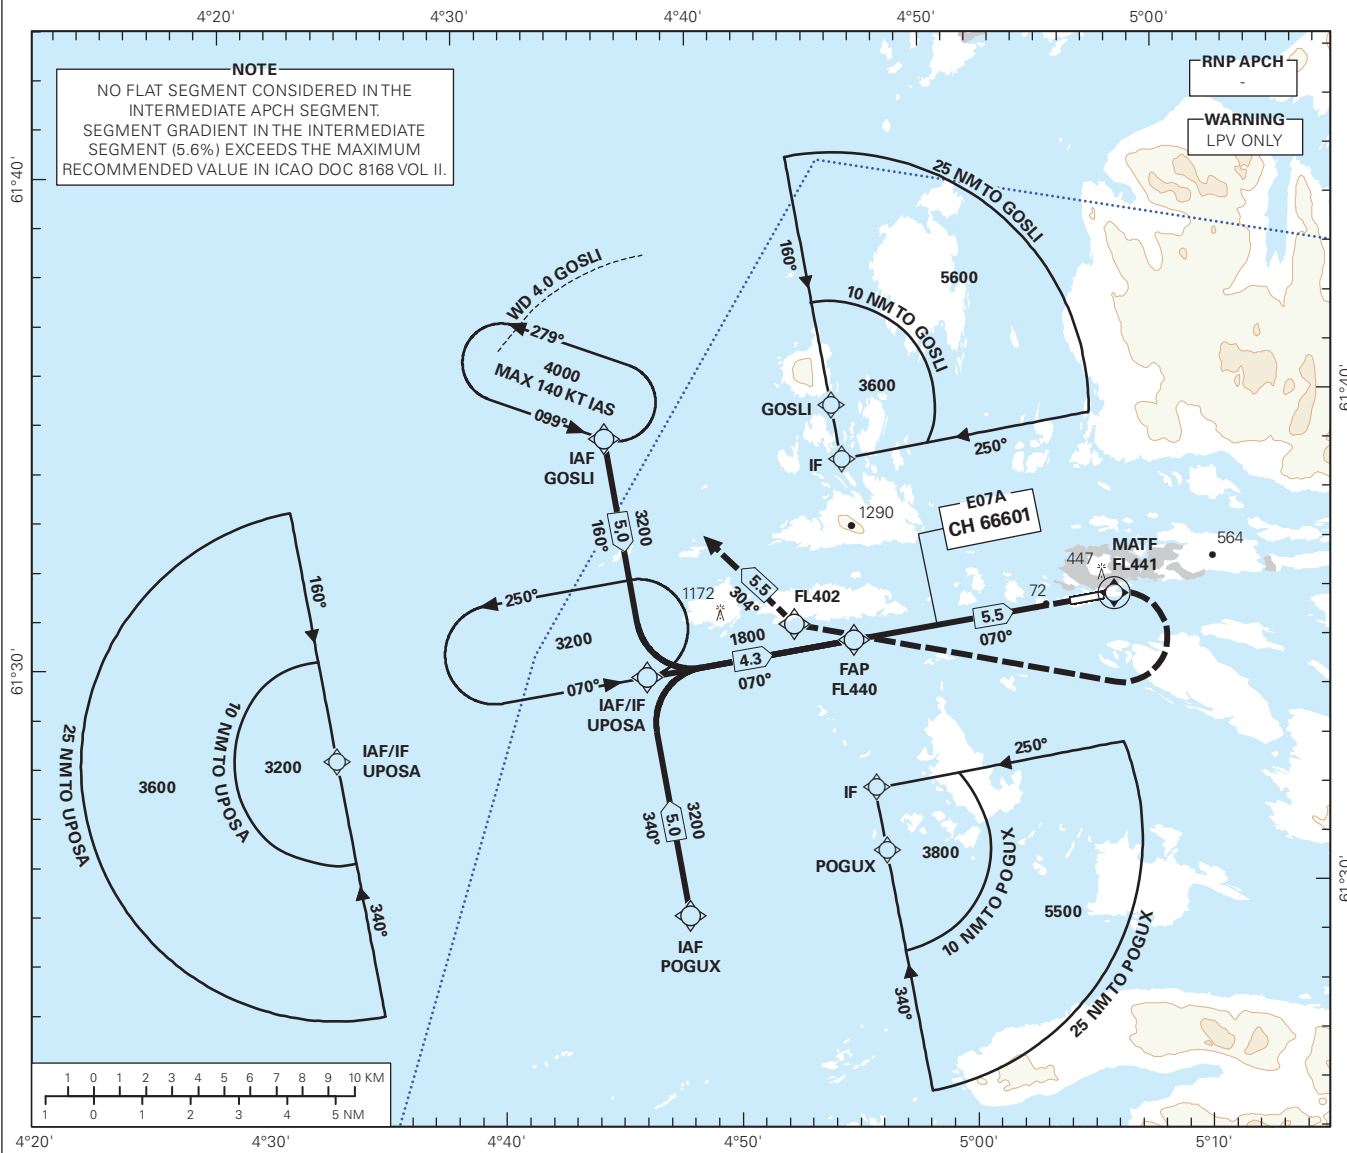 4°20'
4°30'
4°40'
4°50'
5°00'
NOTE
NO FLAT SEGMENT CONSIDERED IN THE
INTERMEDIATE APCH SEGMENT.
SEGMENT GRADIENT IN THE INTERMEDIATE
SEGMENT (5.6%) EXCEEDS THE MAXIMUM
RECOMMENDED VALUE IN ICAO DOC 8168 VOL II.
RNP APCH
-
WARNING
LPV ONLY
61°40'
25 NM TO GOSLI
160°
5600
10 NM TO GOSLI
3600
GOSLI
IF
250°
WD 4.0 GOSLI
279°
4000
MAX 140 KT IAS
099°
IAF
GOSLI
61°40'
3200
5,0
160°
1290
E07A
CH 66601
MATF
FL441
564
447
72
5.5
304°
FL402
1172
250°
3200
070°
1800
4.3
070°
5.5
070°
FAP
FL440
IAF/IF
UPOSA
61°30'
160°
25 NM TO UPOSA
10 NM TO UPOSA
3600
3200
IAF/IF
UPOSA
340°
3200
5.0
340°
IAF
POGUX
250°
IF
POGUX
3800
10 NM TO POGUX
5500
25 NM TO POGUX
340°
61°30'
1 0 1 2 3 4 5 6 7 8 9 10 KM
1 0 1 2 3 4 5 NM
4°20'
4°30'
4°40'
4°50'
5°00'
5°10'